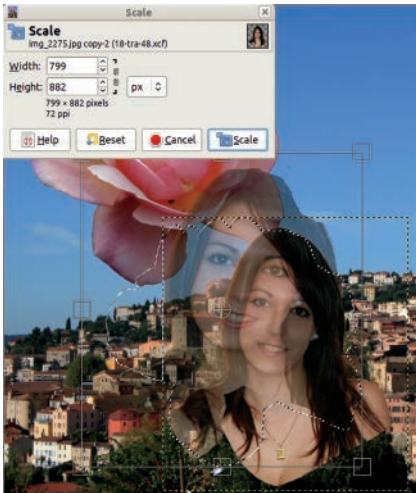 Scale
Scale
img_2275.jpg copy-2 (18-tra-48.xcf)
Width: 799
Height: 882 px
799 × 882 pixels
72 ppi
Help Reset Cancel Scale